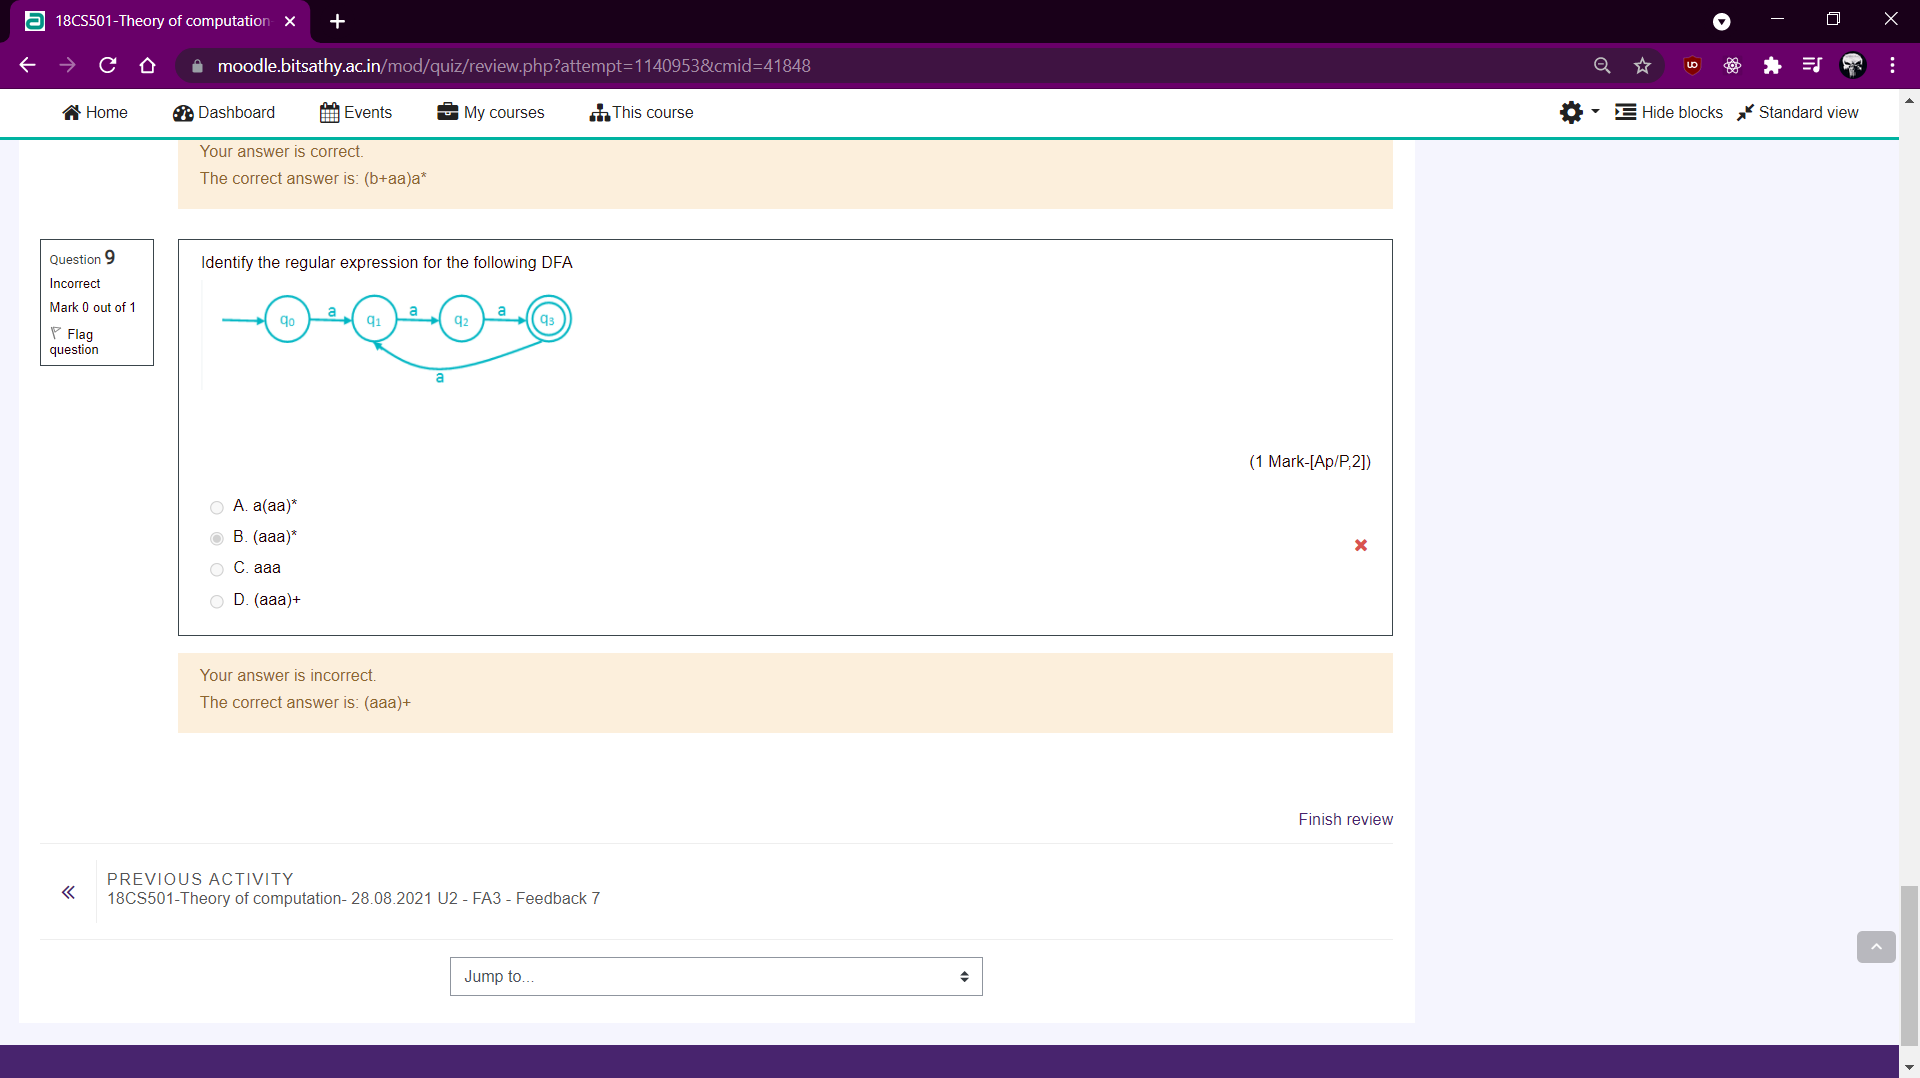 18CS501-Theory of computation-
moodle.bitsathy.ac.in/mod/quiz/review.php?attempt=1140953&cmid=41848
Home Dashboard Events My courses This course Hide blocks Standard view
Your answer is correct.
The correct answer is: (b+aa)a*
Question 9
Incorrect
Mark 0 out of 1
Flag
question
Identify the regular expression for the following DFA
a a a
q0 q1 q2 q3
a
(1 Mark-[Ap/P,2])
A. a(aa)*
B. (aaa)*
C. aaa
D. (aaa)+
Your answer is incorrect.
The correct answer is: (aaa)+
Finish review
PREVIOUS ACTIVITY
18CS501-Theory of computation- 28.08.2021 U2 - FA3 - Feedback 7
Jump to...